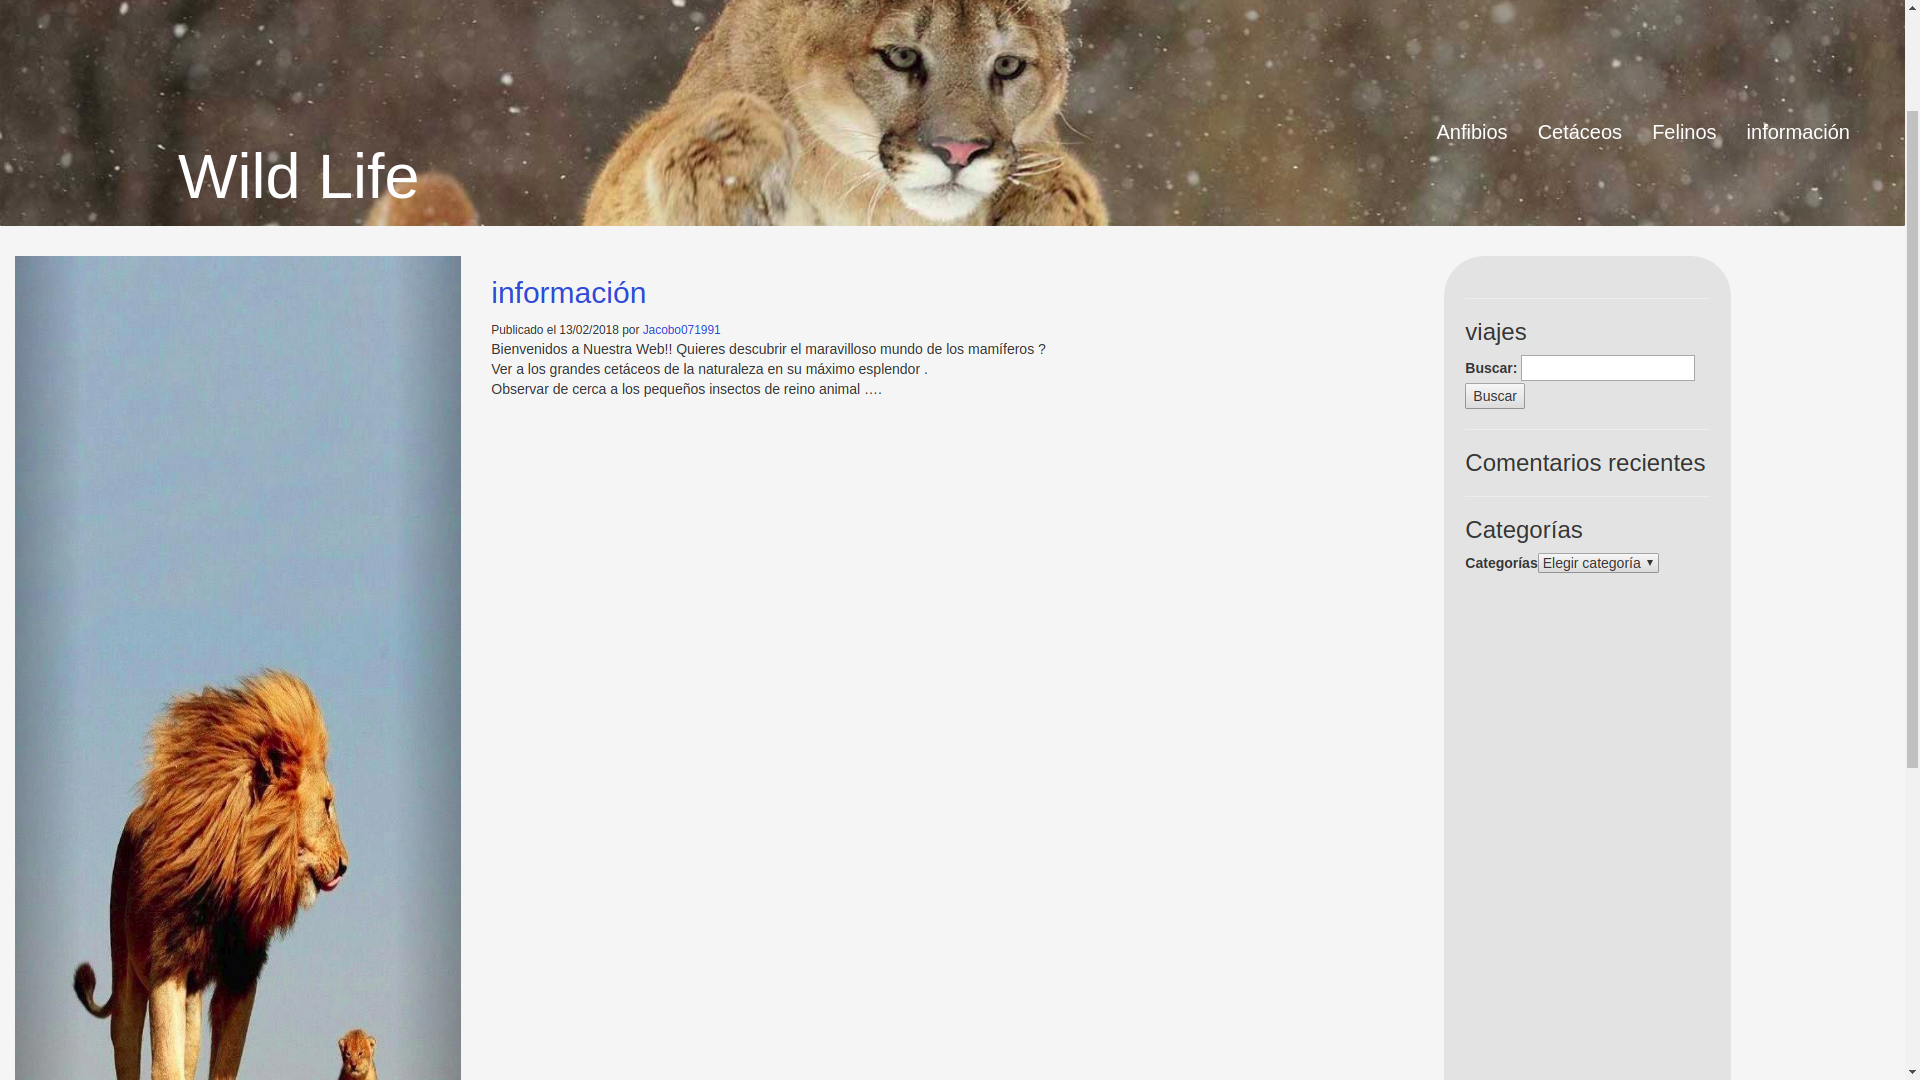 Wild Life
Anfibios Cetáceos Felinos información
información
Publicado el 13/02/2018 por Jacobo071991
Bienvenidos a Nuestra Web!! Quieres descubrir el maravilloso mundo de los mamíferos ?
Ver a los grandes cetáceos de la naturaleza en su máximo esplendor .
Observar de cerca a los pequeños insectos de reino animal ….
viajes
Buscar:
Buscar
Comentarios recientes
Categorías
Categorías Elegir categoría